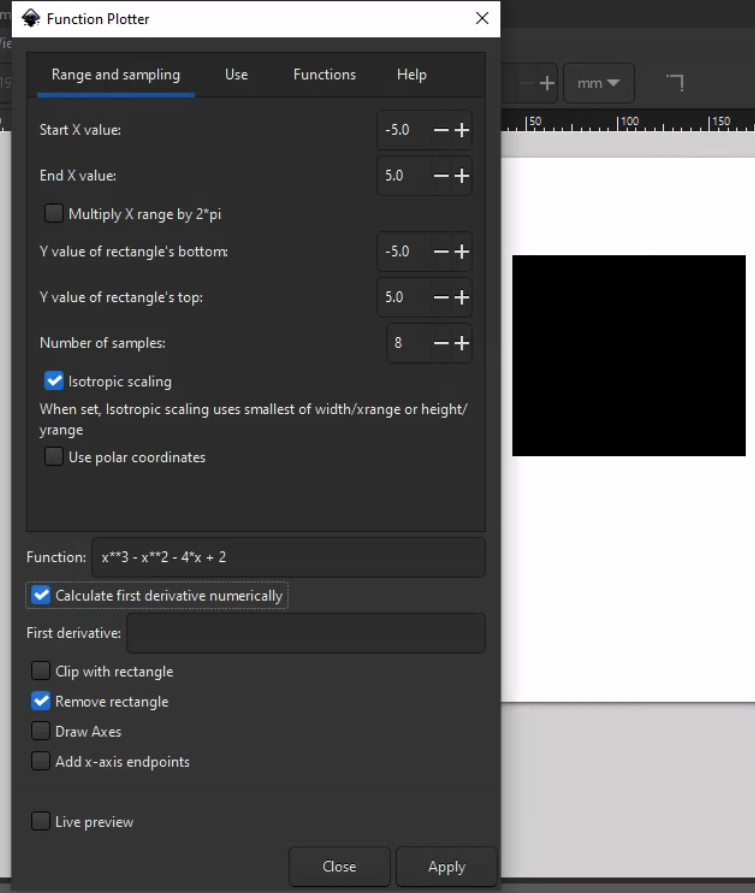 Function Plotter
Range and sampling Use Functions Help
mm
Start X value: -5.0
50 100 150
End X value: 5.0
Multiply X range by 2*pi
Y value of rectangle's bottom: -5.0
Y value of rectangle's top: 5.0
Number of samples: 8
Isotropic scaling
When set, Isotropic scaling uses smallest of width/xrange or height/
yrange
Use polar coordinates
Function: x**3 - x**2 - 4*x + 2
Calculate first derivative numerically
First derivative:
Clip with rectangle
Remove rectangle
Draw Axes
Add x-axis endpoints
Live preview
Close Apply